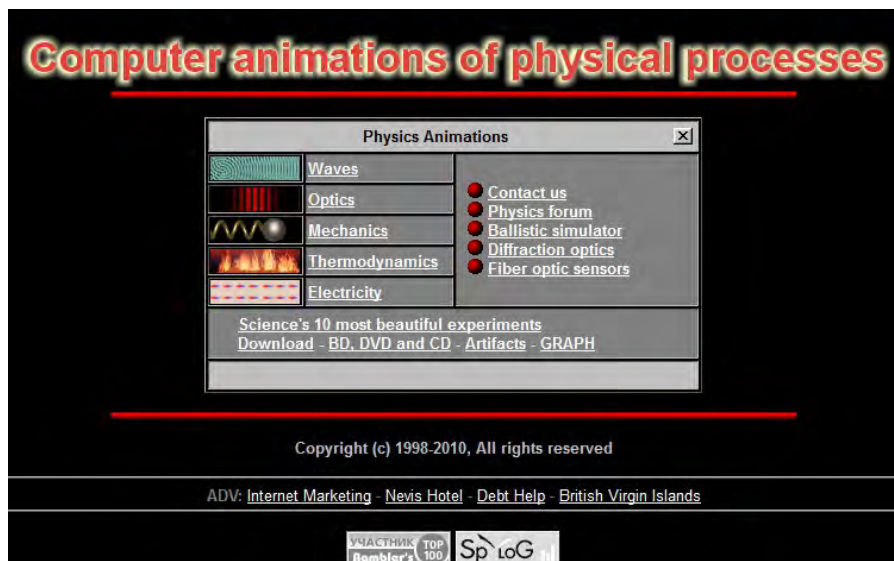 Computer animations of physical processes
Physics Animations
Waves
Optics
Mechanics
Thermodynamics
Electricity
Contact us
Physics forum
Ballistic simulator
Diffraction optics
Fiber optic sensors
Science's 10 most beautiful experiments
Download - BD, DVD and CD - Artifacts - GRAPH
Copyright (c) 1998-2010, All rights reserved
ADV: Internet Marketing - Nevis Hotel - Debt Help - British Virgin Islands
УЧАСТНИК TOP
Rambler's 100
SpyLOG